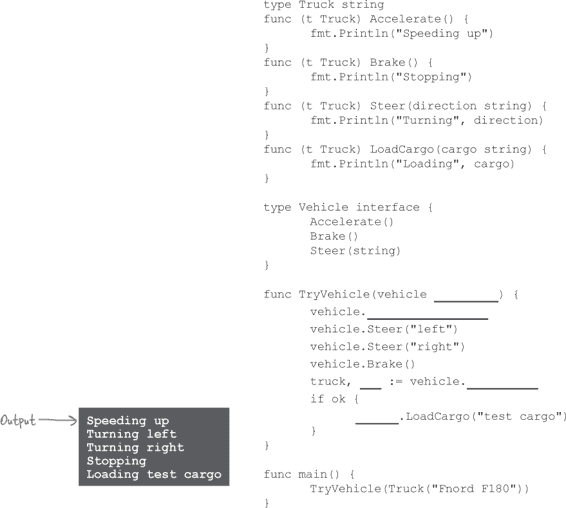 type Truck string
func (t Truck) Accelerate() {
fmt.Println("Speeding up")
}
func (t Truck) Brake() {
fmt.Println("Stopping")
}
func (t Truck) Steer(direction string) {
fmt.Println("Turning", direction)
}
func (t Truck) LoadCargo(cargo string) {
fmt.Println("Loading", cargo)
}
type Vehicle interface {
Accelerate()
Brake()
Steer(string)
}
func TryVehicle(vehicle _________) {
vehicle._________________
vehicle.Steer("left")
vehicle.Steer("right")
vehicle.Brake()
truck, ___ := vehicle.__________
if ok {
______.LoadCargo("test cargo")
}
}
func main() {
TryVehicle(Truck("Fnord F180"))
}
Output
Speeding up
Turning left
Turning right
Stopping
Loading test cargo